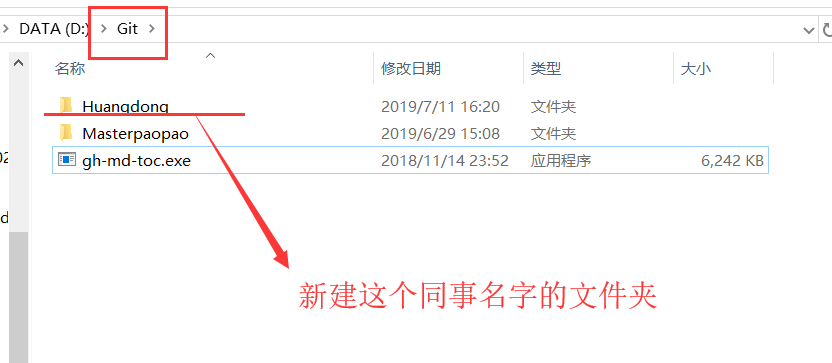 DATA (D:) > Git >
名称 修改日期 类型 大小
Huangdong 2019/7/11 16:20 文件夹
Masterpaopao 2019/6/29 15:08 文件夹
gh-md-toc.exe 2018/11/14 23:52 应用程序 6,242 KB
新建这个同事名字的文件夹